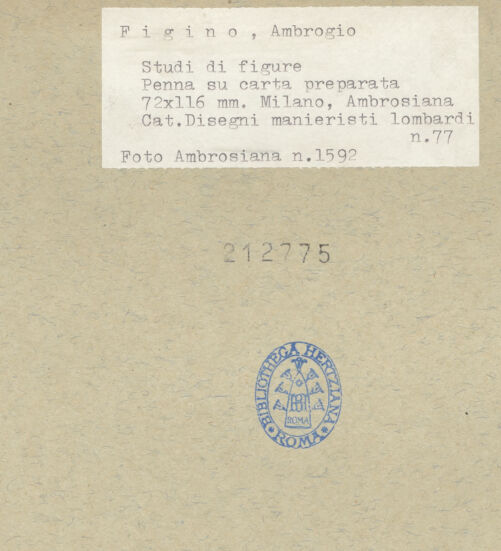 F i g i n o , Ambrogio
Studi di figure
Penna su carta preparata
72x116 mm. Milano, Ambrosiana
Cat.Disegni manieristi lombardi
n.77
Foto Ambrosiana n.1592
212775
BIBLIOTHECA HERTZIANA
ROMA
ROMA